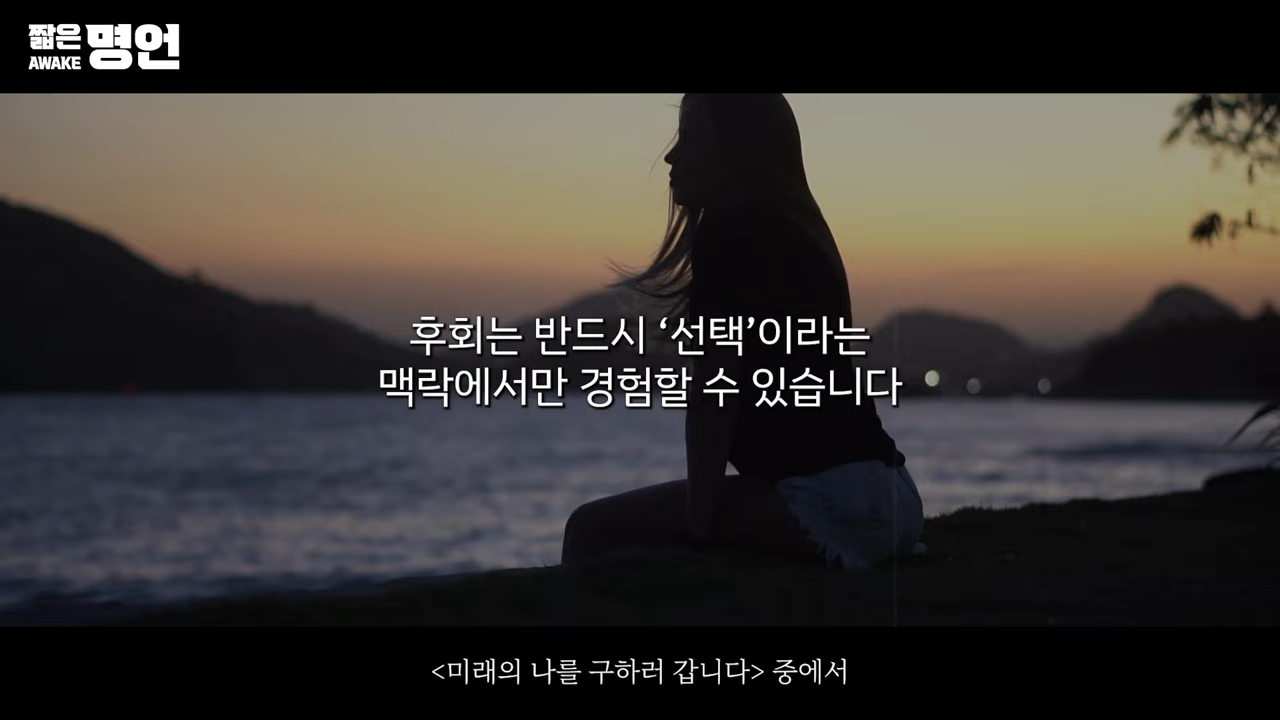 짧은 명언
AWAKE
후회는 반드시 ‘선택’이라는
맥락에서만 경험할 수 있습니다
<미래의 나를 구하러 갑니다> 중에서